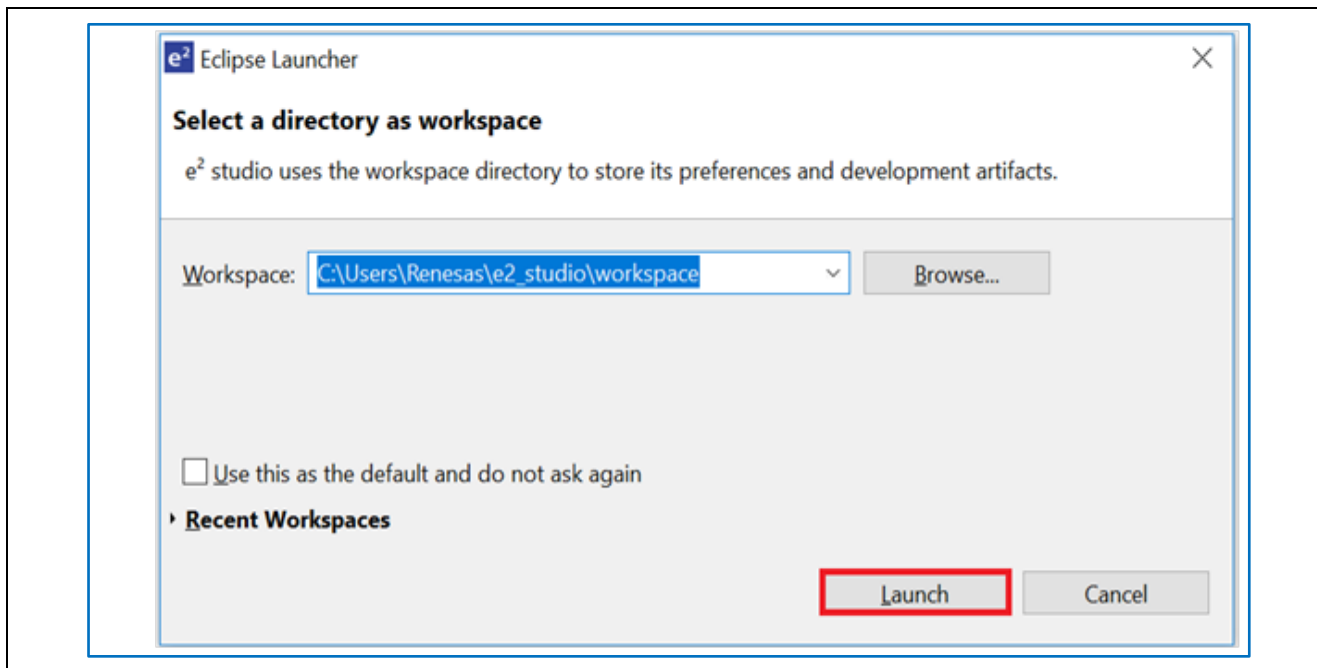 e² Eclipse Launcher
Select a directory as workspace
e² studio uses the workspace directory to store its preferences and development artifacts.
Workspace: C:\Users\Renesas\e2_studio\workspace Browse...
Use this as the default and do not ask again
Recent Workspaces
Launch Cancel